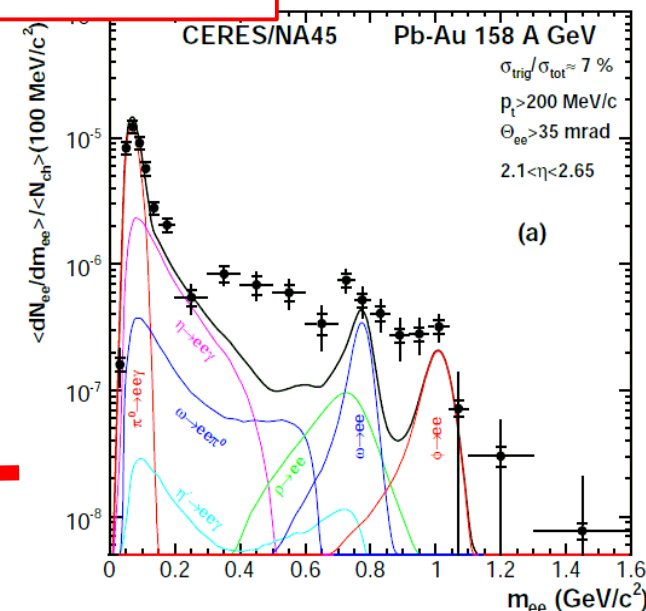 CERES/NA45 Pb-Au 158 A GeV
σtrig/σtot≈ 7 %
pt>200 MeV/c
Θee>35 mrad
2.1<η<2.65
(a)
<dNee/dmee>/<Nch>(100 MeV/c²)
10⁻⁵
10⁻⁶
10⁻⁷
10⁻⁸
π⁰→eeγ
η→eeγ
ω→eeπ⁰
η′→eeγ
ρ→ee
ω→ee
ϕ→ee
0 0.2 0.4 0.6 0.8 1 1.2 1.4 1.6
mee (GeV/c²)